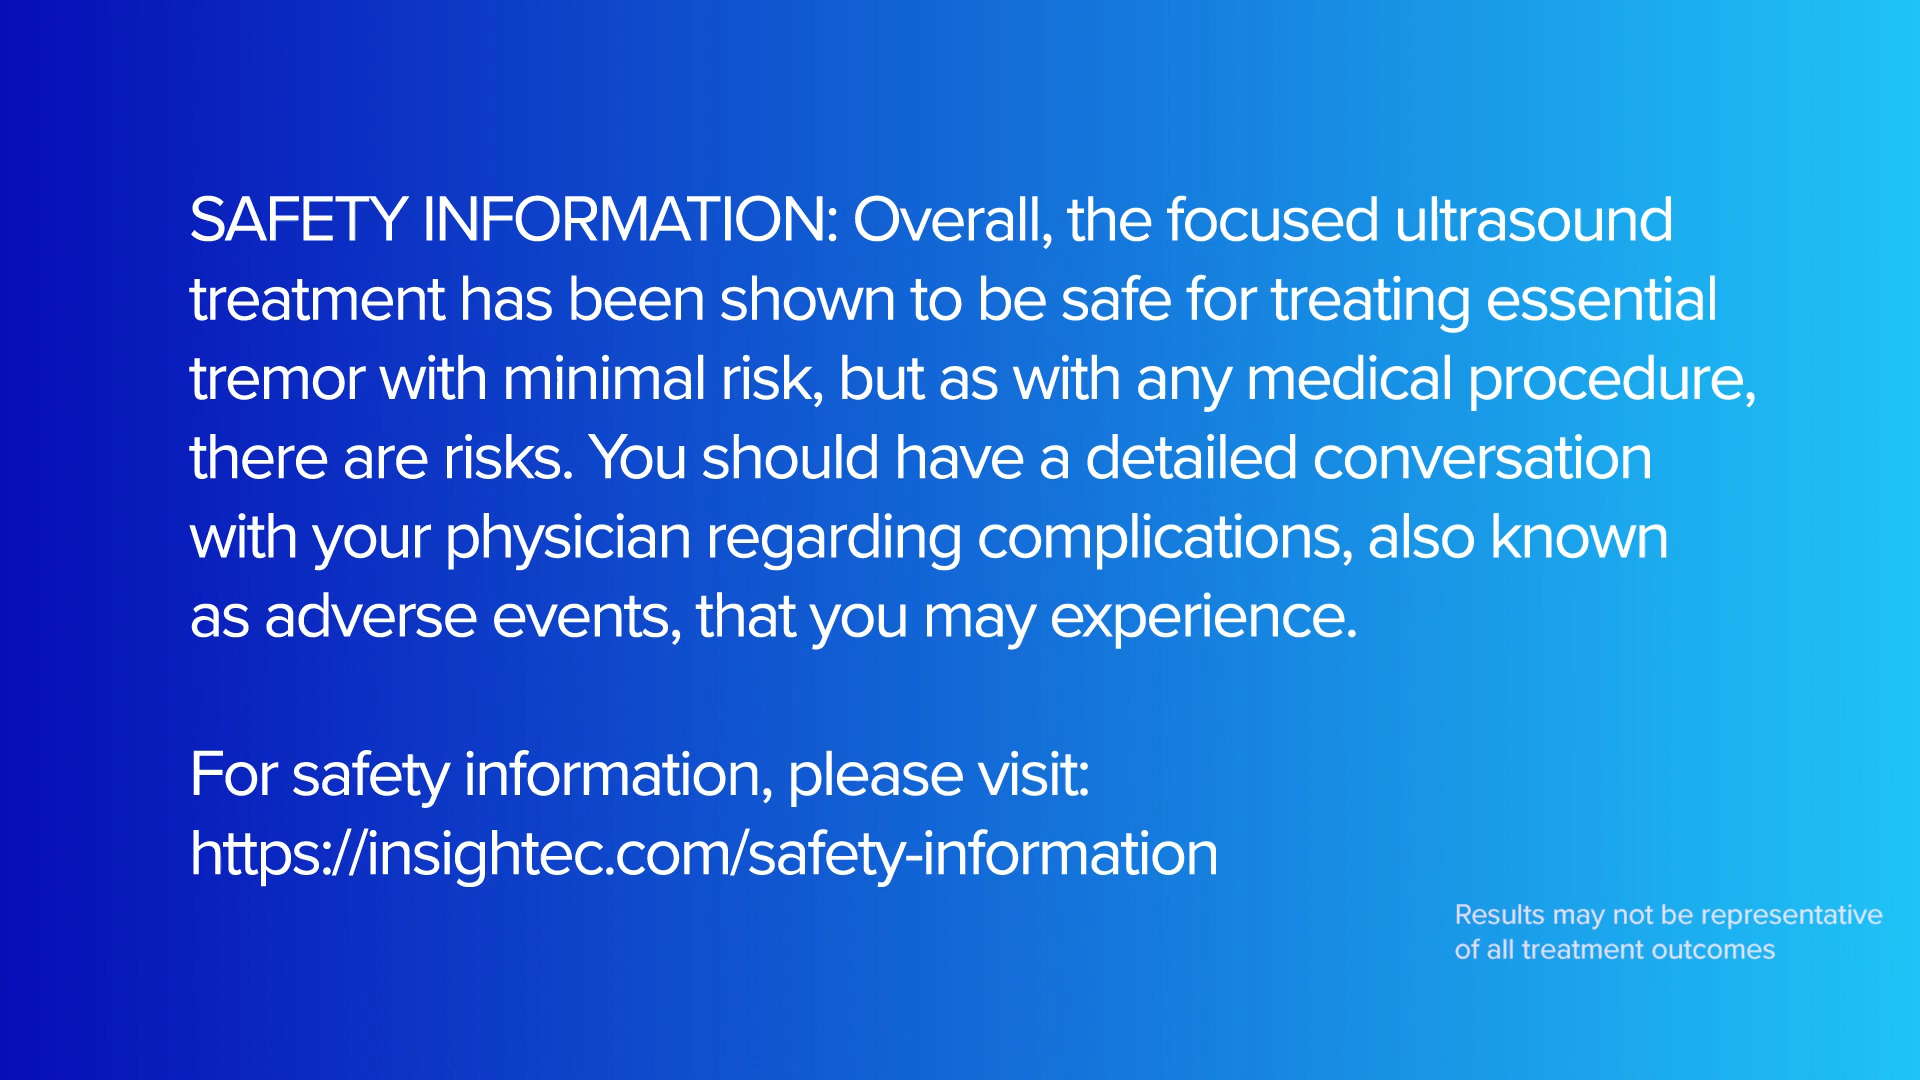 SAFETY INFORMATION: Overall, the focused ultrasound
treatment has been shown to be safe for treating essential
tremor with minimal risk, but as with any medical procedure,
there are risks. You should have a detailed conversation
with your physician regarding complications, also known
as adverse events, that you may experience.
For safety information, please visit:
https://insightec.com/safety-information
Results may not be representative
of all treatment outcomes